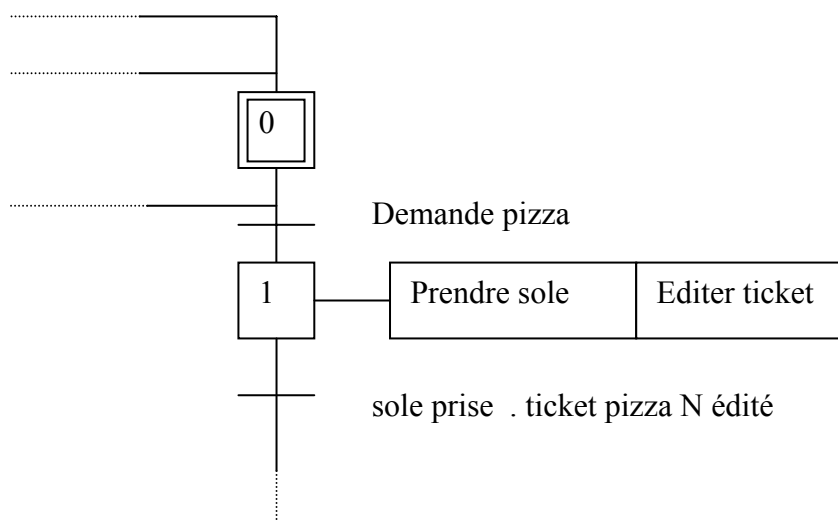 0
Demande pizza
1 Prendre sole Editer ticket
sole prise . ticket pizza N édité